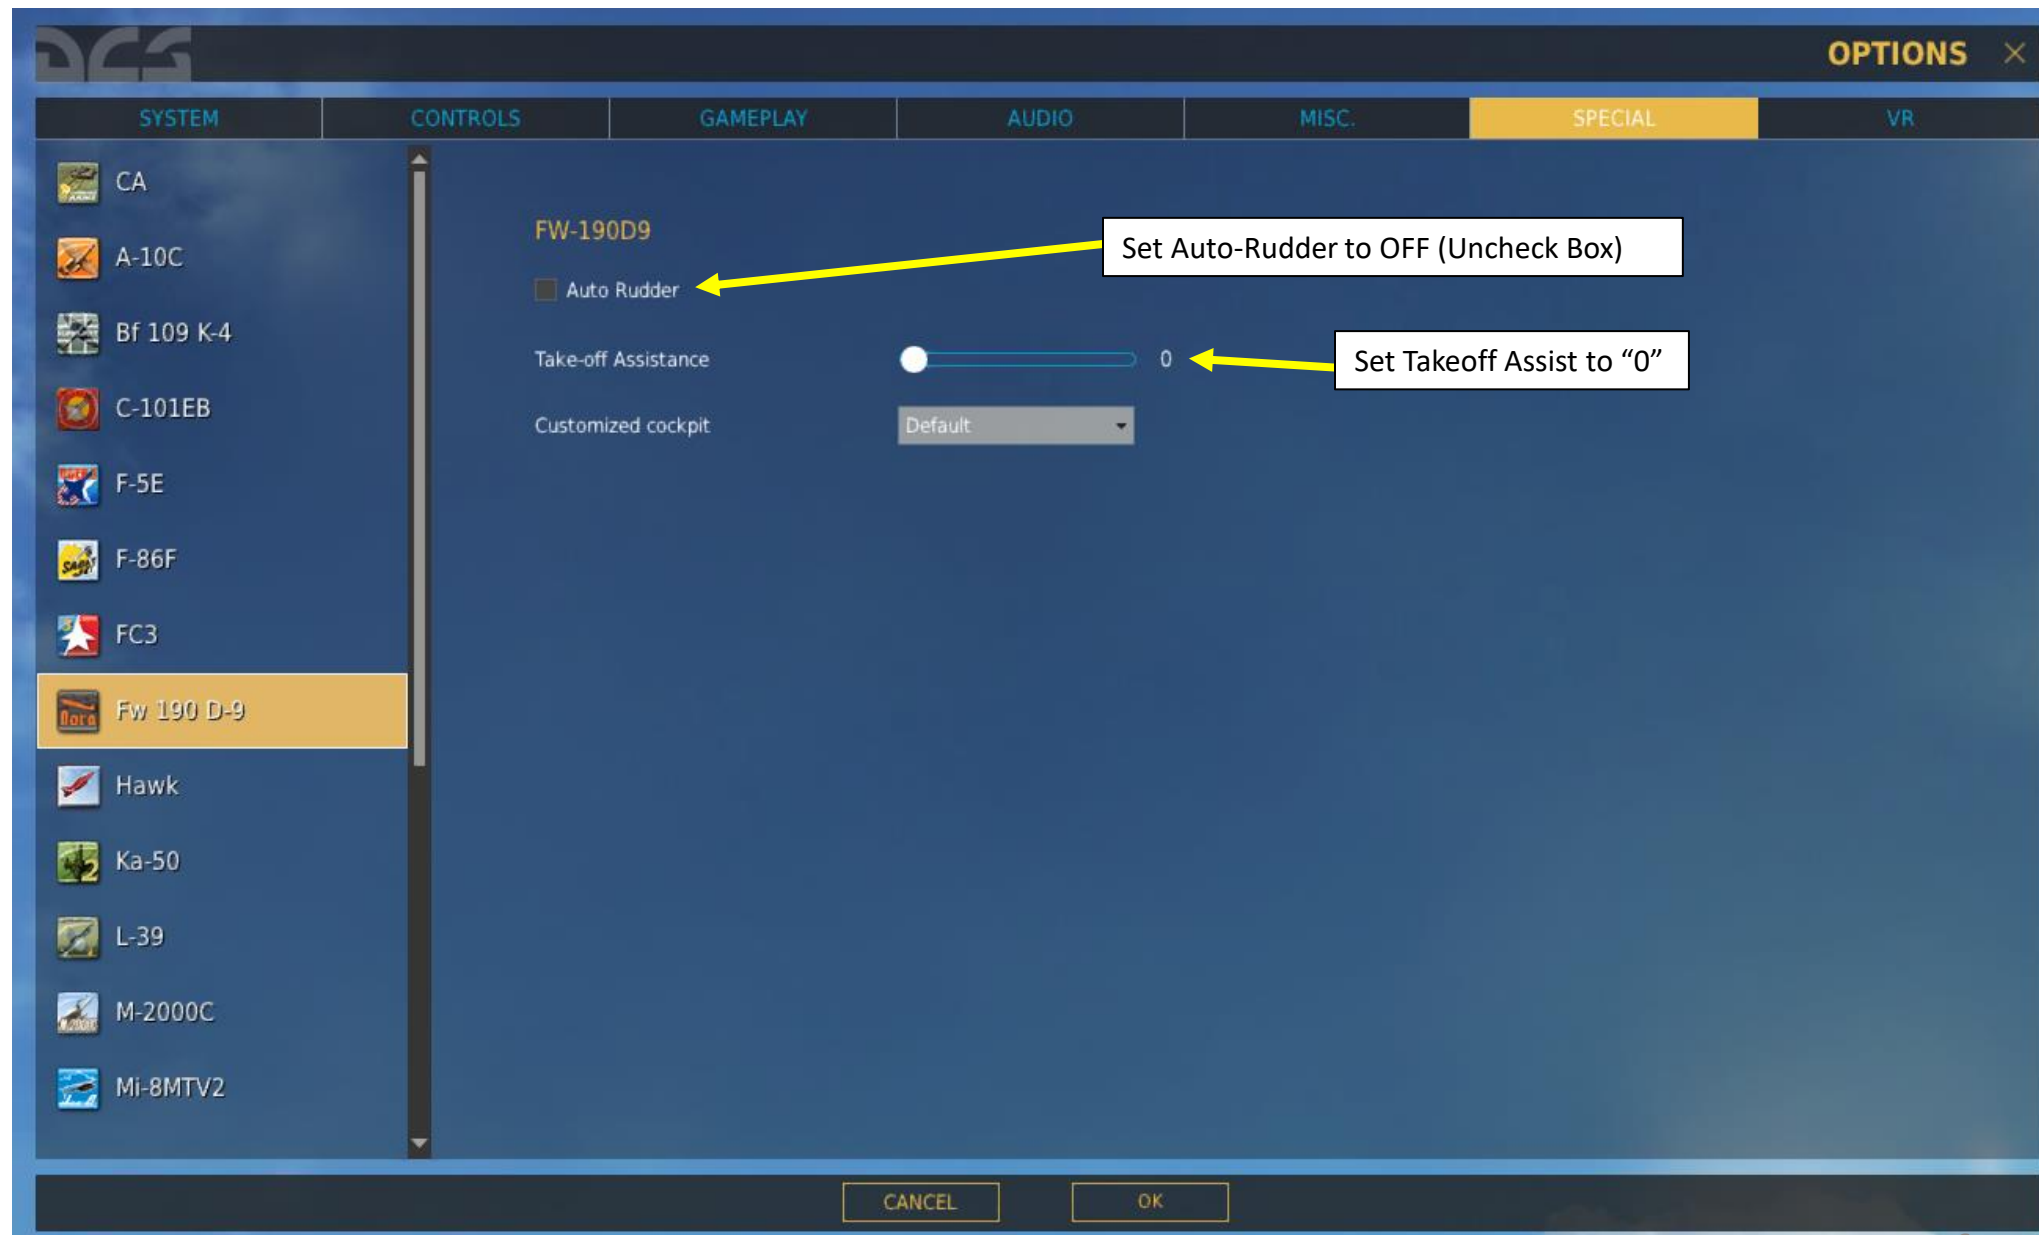 DCS
OPTIONS
SYSTEM CONTROLS GAMEPLAY AUDIO MISC. SPECIAL VR
CA
A-10C
Bf 109 K-4
C-101EB
F-5E
F-86F
FC3
Fw 190 D-9
Hawk
Ka-50
L-39
M-2000C
Mi-8MTV2
FW-190D9
Set Auto-Rudder to OFF (Uncheck Box)
Auto Rudder
Take-off Assistance 0
Set Takeoff Assist to “0”
Customized cockpit Default
CANCEL OK